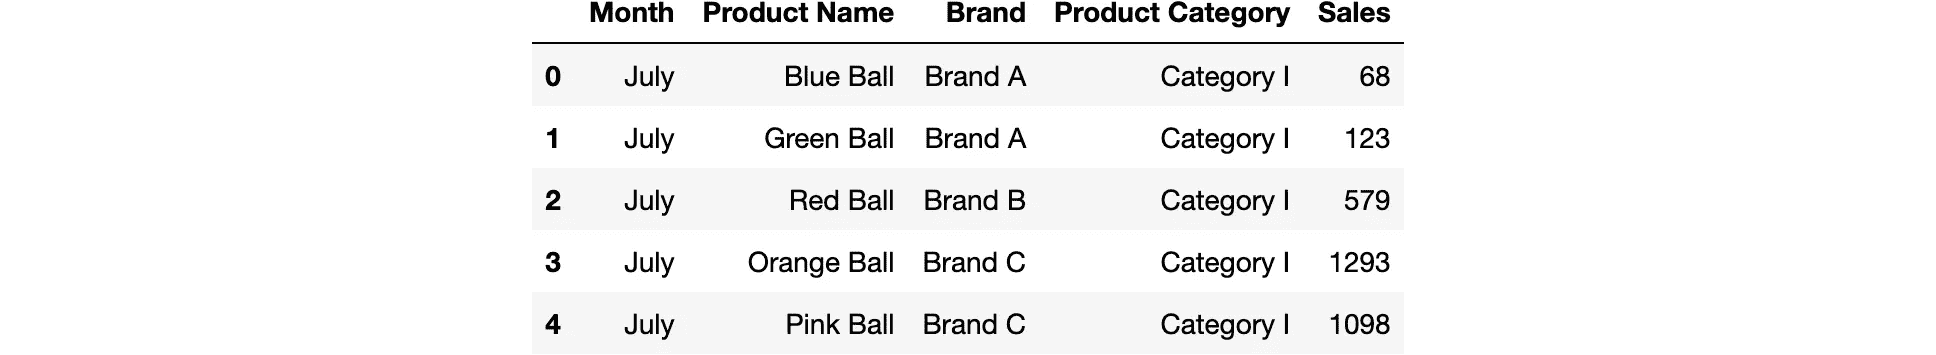 Month Product Name Brand Product Category Sales
0 July Blue Ball Brand A Category I 68
1 July Green Ball Brand A Category I 123
2 July Red Ball Brand B Category I 579
3 July Orange Ball Brand C Category I 1293
4 July Pink Ball Brand C Category I 1098